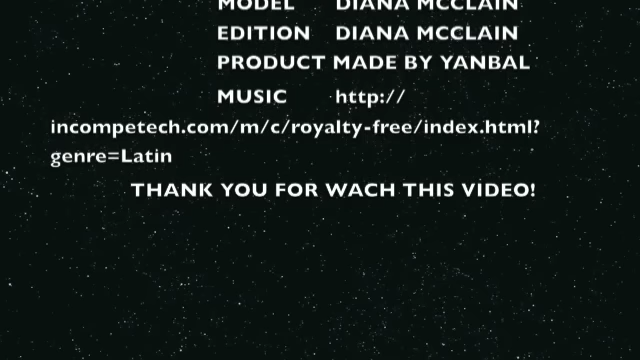 MODEL DIANA MCCLAIN
EDITION DIANA MCCLAIN
PRODUCT MADE BY YANBAL
MUSIC http://
incompetech.com/m/c/royalty-free/index.html?
genre=Latin
THANK YOU FOR WACH THIS VIDEO!